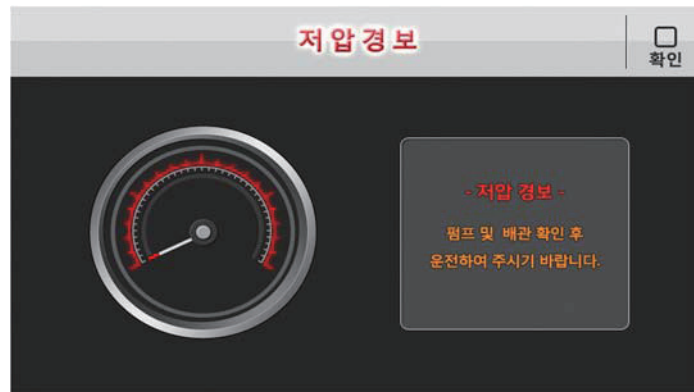 저압경보
확인
- 저압 경보 -
펌프 및 배관 확인 후
운전하여 주시기 바랍니다.